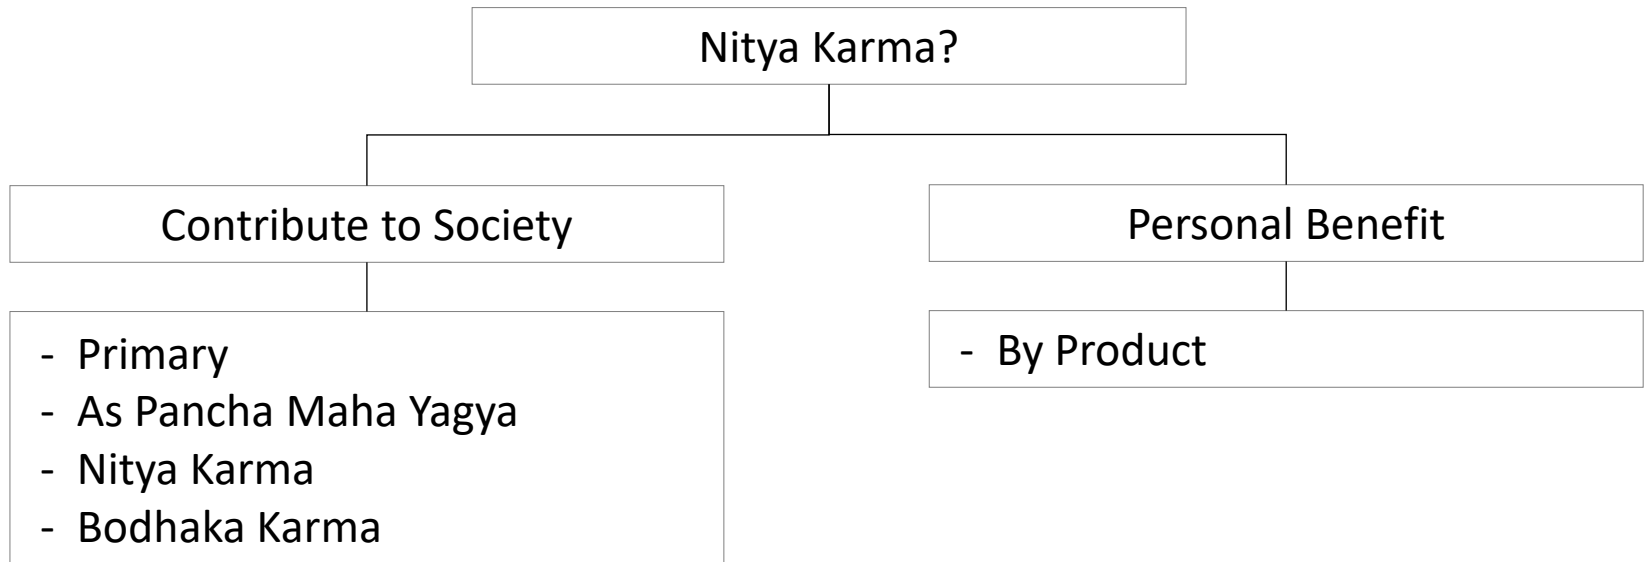 Nitya Karma?
Contribute to Society
Personal Benefit
- Primary
- As Pancha Maha Yagya
- Nitya Karma
- Bodhaka Karma
- By Product